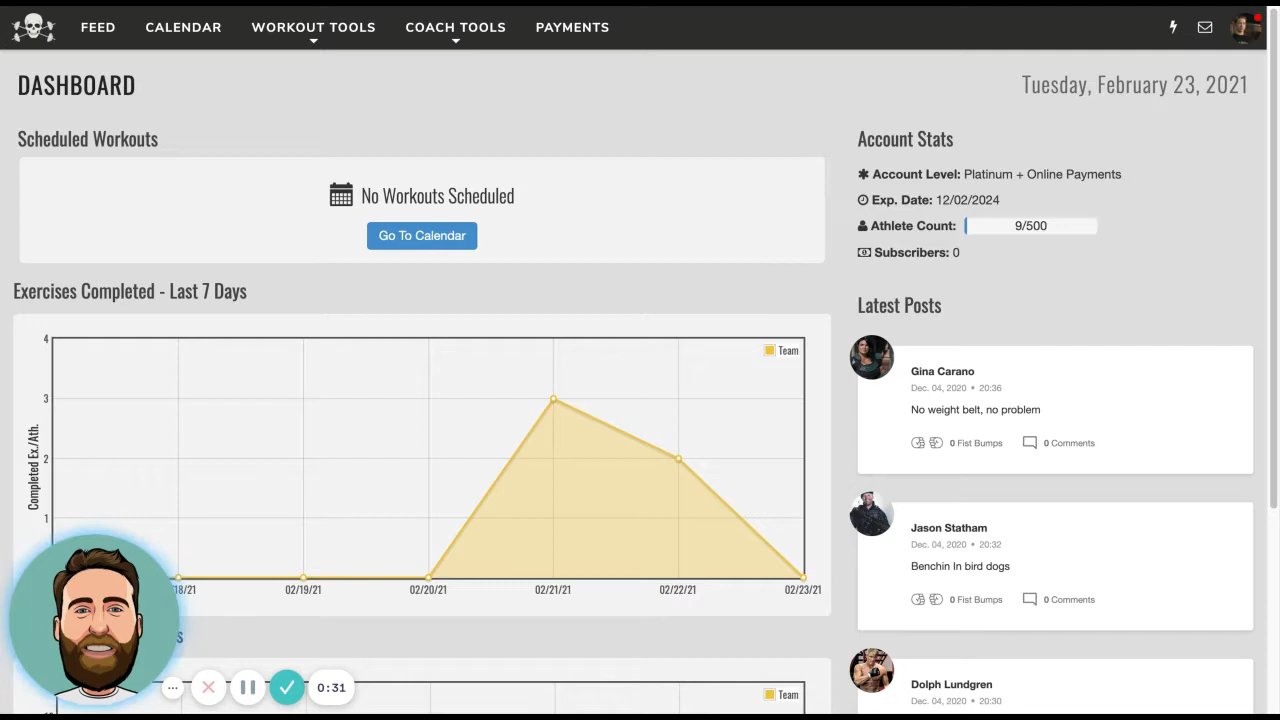 FEED CALENDAR WORKOUT TOOLS COACH TOOLS PAYMENTS
DASHBOARD
Tuesday, February 23, 2021
Scheduled Workouts
No Workouts Scheduled
Go To Calendar
Exercises Completed - Last 7 Days
4
3
2
1
Completed Ex./Ath.
Team
18/21 02/19/21 02/20/21 02/21/21 02/22/21 02/23/21
s
Team
0:31
Account Stats
Account Level: Platinum + Online Payments
Exp. Date: 12/02/2024
Athlete Count: 9/500
Subscribers: 0
Latest Posts
Gina Carano
Dec. 04, 2020 • 20:36
No weight belt, no problem
0 Fist Bumps 0 Comments
Jason Statham
Dec. 04, 2020 • 20:32
Benchin In bird dogs
0 Fist Bumps 0 Comments
Dolph Lundgren
Dec. 04, 2020 • 20:30